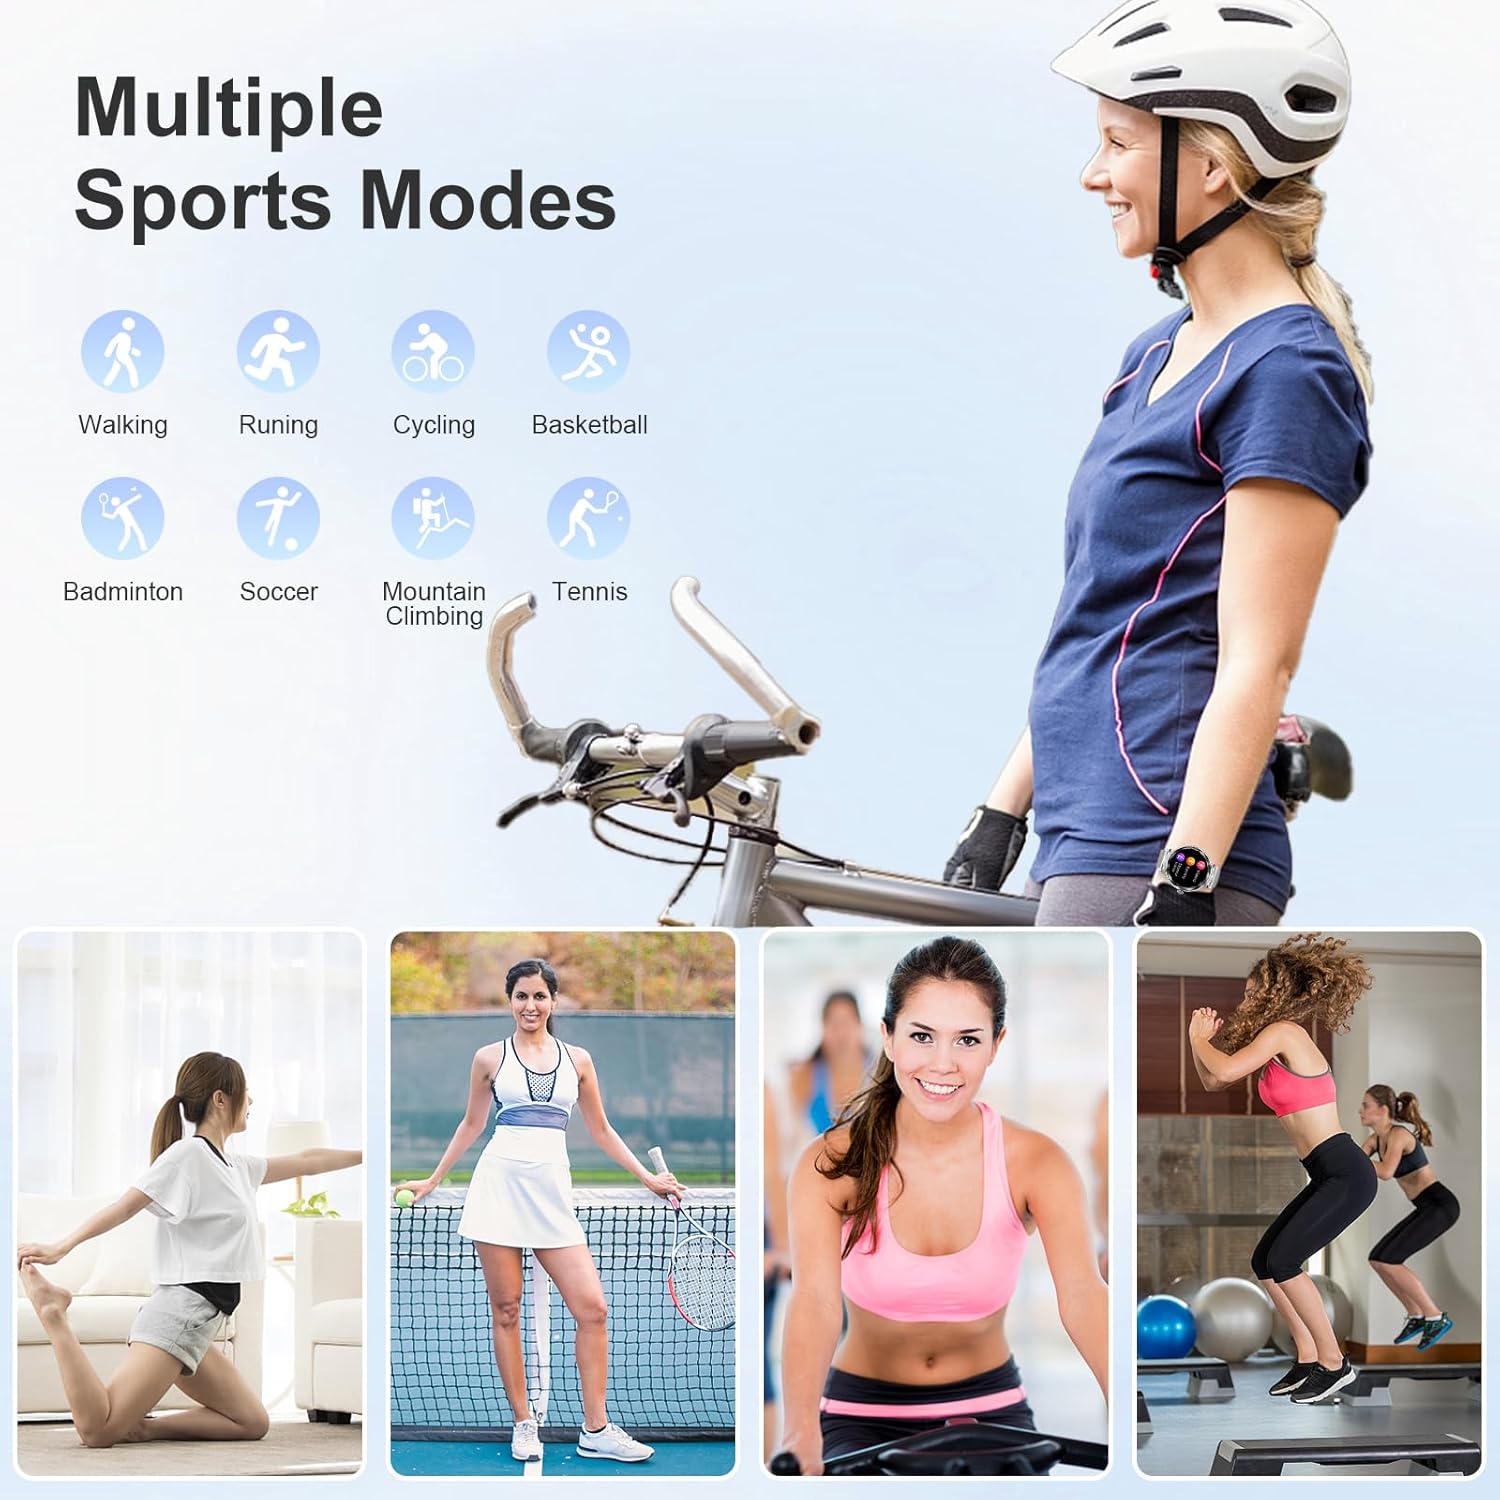 Multiple
Sports Modes
Walking
Runing
Cycling
Basketball
Badminton
Soccer
Mountain
Climbing
Tennis